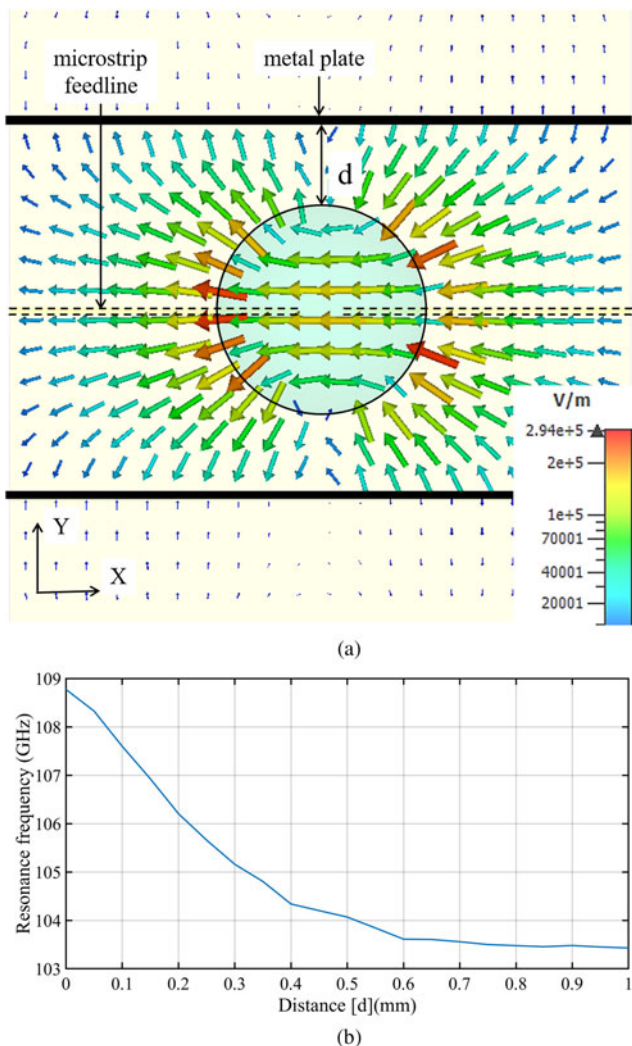 microstrip
feedline
metal plate
d
V/m
2.94e+5
2e+5
1e+5
70001
40001
20001
Y
X
(a)
109
108
107
106
105
104
103
Resonance frequency (GHz)
0 0.1 0.2 0.3 0.4 0.5 0.6 0.7 0.8 0.9 1
Distance [d](mm)
(b)